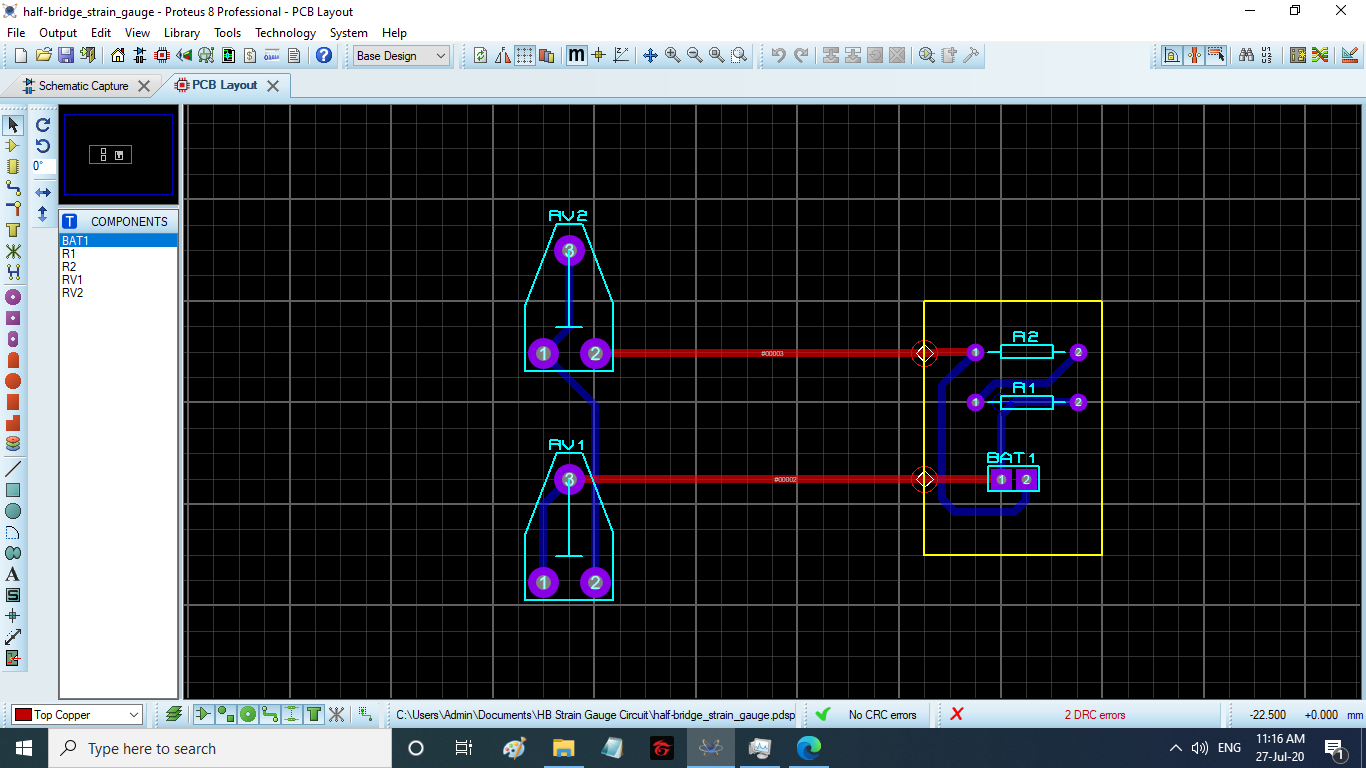 half-bridge_strain_gauge - Proteus 8 Professional - PCB Layout
File Output Edit View Library Tools Technology System Help
Base Design
Schematic Capture PCB Layout
0°
T COMPONENTS
BAT1
R1
R2
RV1
RV2
RV2
3
1 2
#00003
R2
1 2
R1
1 2
RV1
3
1 2
#00002
BAT1
1 2
Top Copper
C:\Users\Admin\Documents\HB Strain Gauge Circuit\half-bridge_strain_gauge.pdsp
No CRC errors
2 DRC errors
-22.500 +0.000 mm
Type here to search
ENG
11:16 AM
27-Jul-20
1